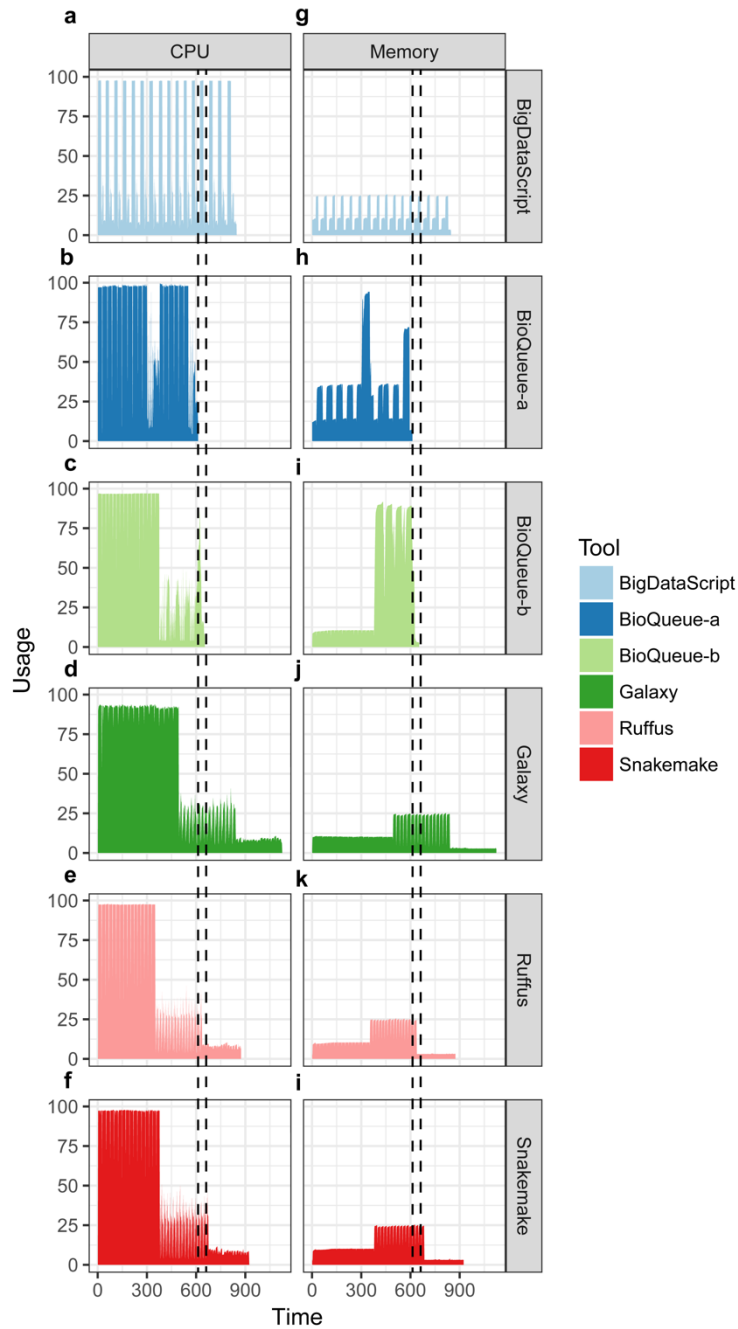 a
g
CPU
Memory
100
75
50
25
0
BigDataScript
b
h
100
75
50
25
0
BioQueue-a
c
i
100
75
50
25
0
BioQueue-b
d
j
100
75
50
25
0
Galaxy
e
k
100
75
50
25
0
Ruffus
f
i
100
75
50
25
0
Snakemake
0 300 600 900
0 300 600 900
Time
Usage
Tool
BigDataScript
BioQueue-a
BioQueue-b
Galaxy
Ruffus
Snakemake